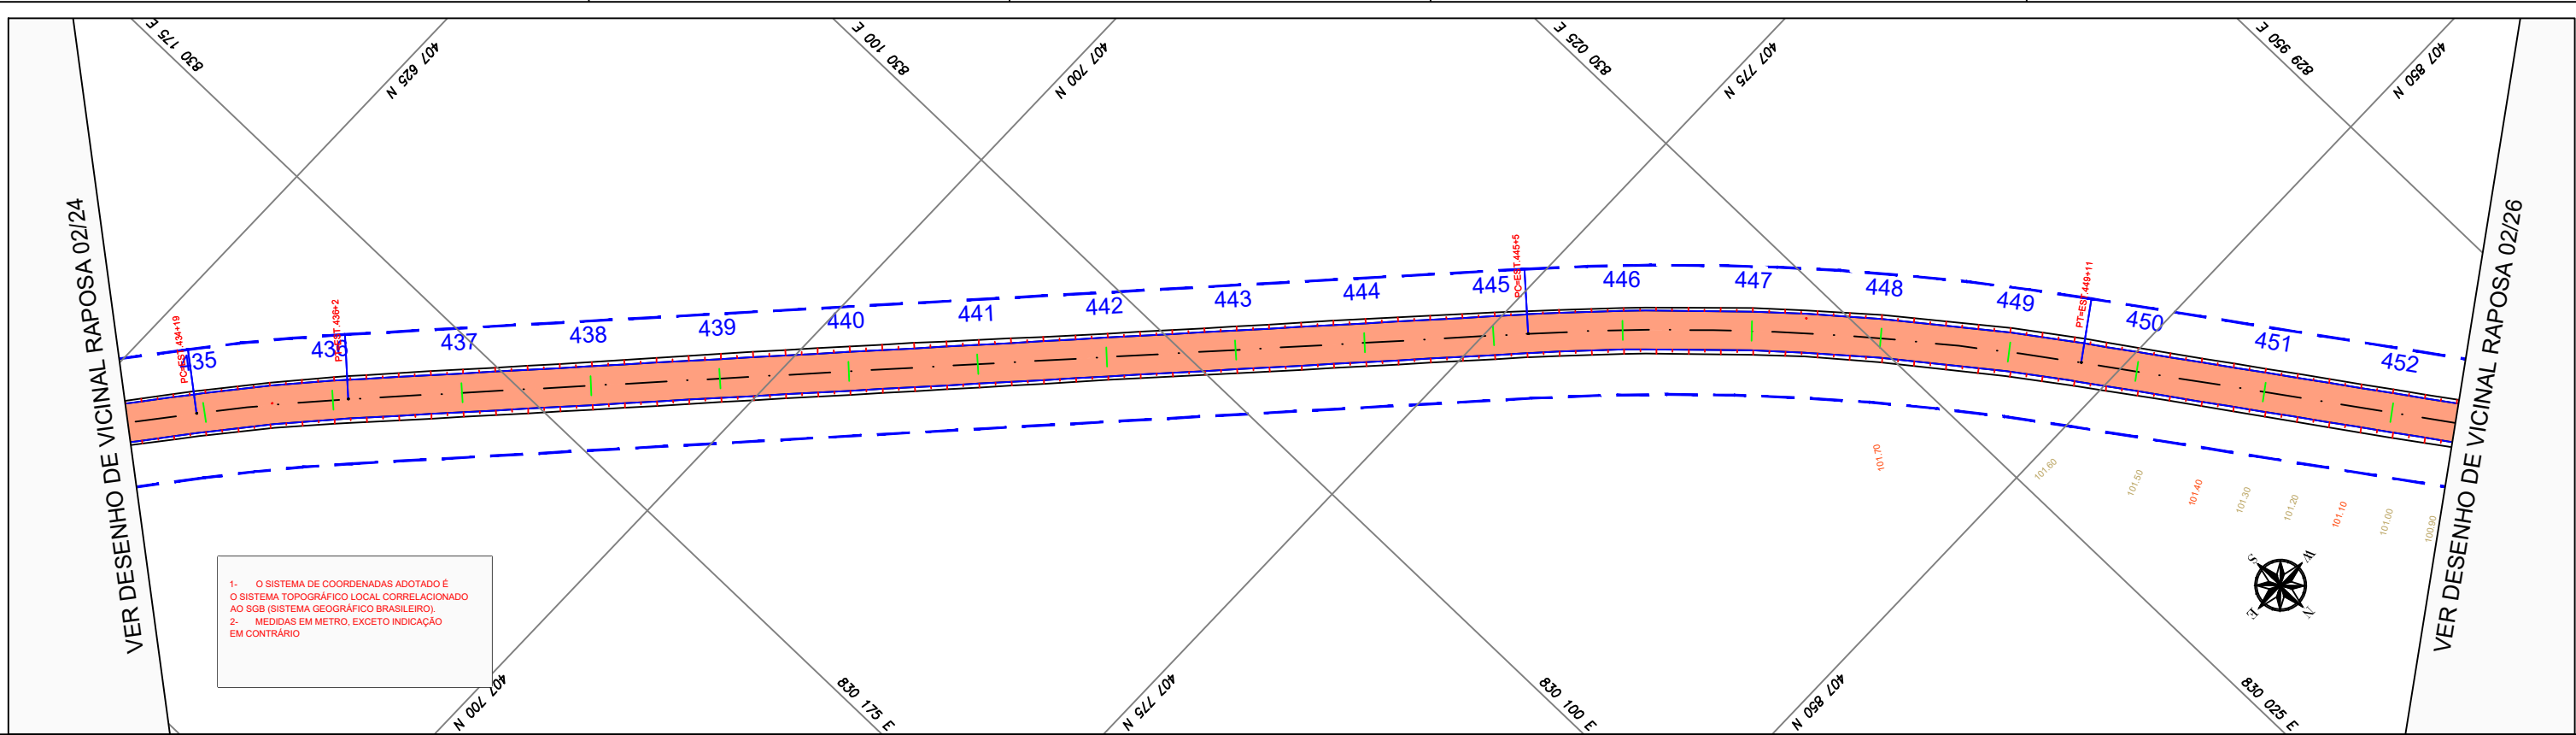 830 175 E
407 625 N
830 100 E
407 700 N
830 025 E
407 775 N
829 950 E
407 850 N
VER DESENHO DE VICINAL RAPOSA 02/24
PC=EST.434+19
435
436
PT=EST.436+2
437
438
439
440
441
442
443
444
445
PC=EST.445+5
446
447
448
449
PT=EST.449+11
450
451
452
VER DESENHO DE VICINAL RAPOSA 02/26
101.70
101.60
101.50
101.40
101.30
101.20
101.10
101.00
100.90
1- O SISTEMA DE COORDENADAS ADOTADO É
O SISTEMA TOPOGRÁFICO LOCAL CORRELACIONADO
AO SGB (SISTEMA GEOGRÁFICO BRASILEIRO).
2- MEDIDAS EM METRO, EXCETO INDICAÇÃO
EM CONTRÁRIO
S
W
E
N
407 700 N
830 175 E
407 775 N
830 100 E
407 850 N
830 025 E